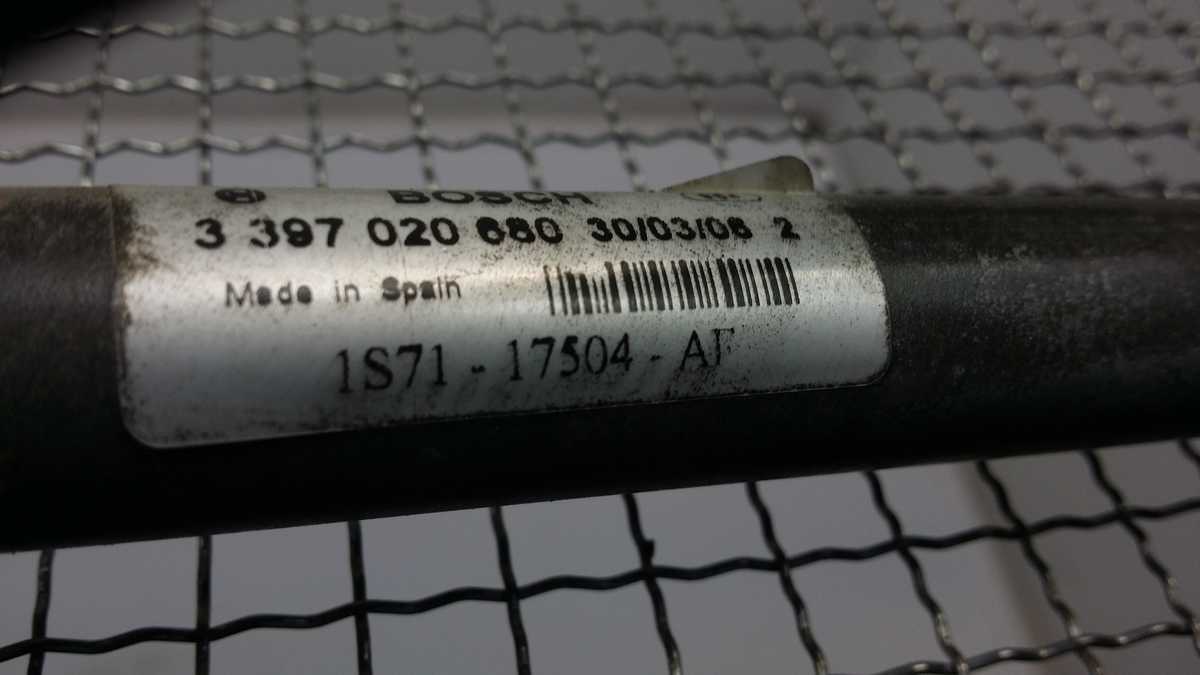 BOSCH
3 397 020 680 30/03/06 2
Made in Spain
1S71 - 17504 - AF